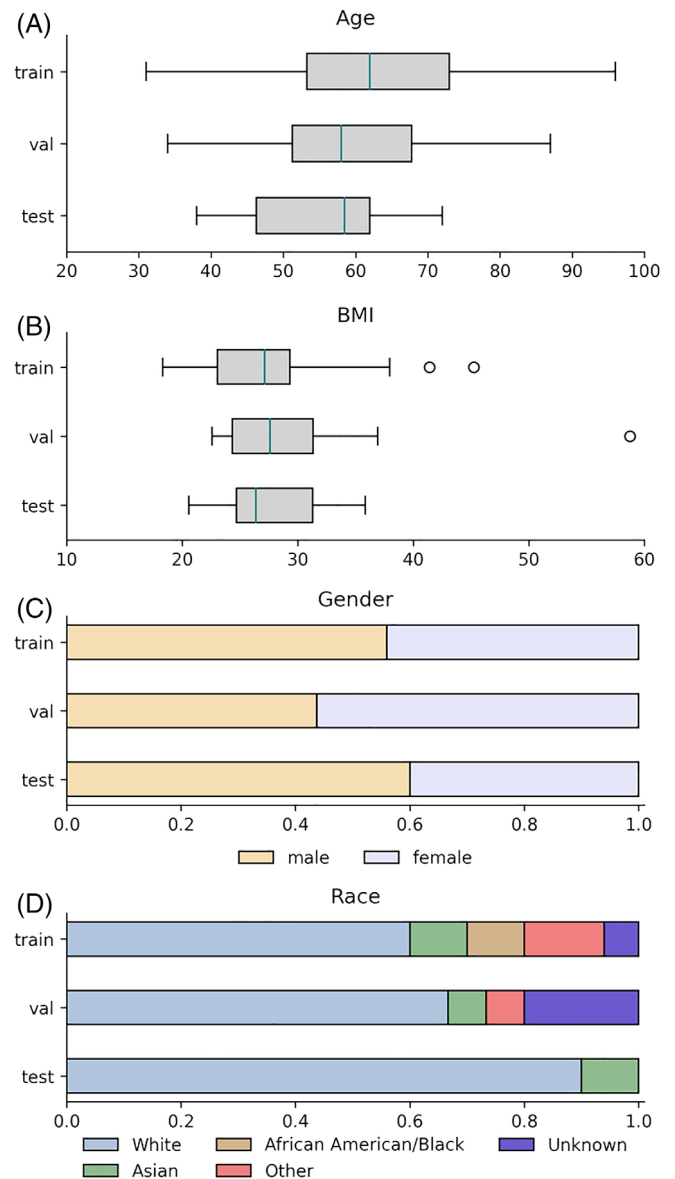 (A)
Age
train
val
test
20 30 40 50 60 70 80 90 100
(B)
BMI
train
val
test
10 20 30 40 50 60
(C)
Gender
train
val
test
0.0 0.2 0.4 0.6 0.8 1.0
male female
(D)
Race
train
val
test
0.0 0.2 0.4 0.6 0.8 1.0
White African American/Black Unknown
Asian Other